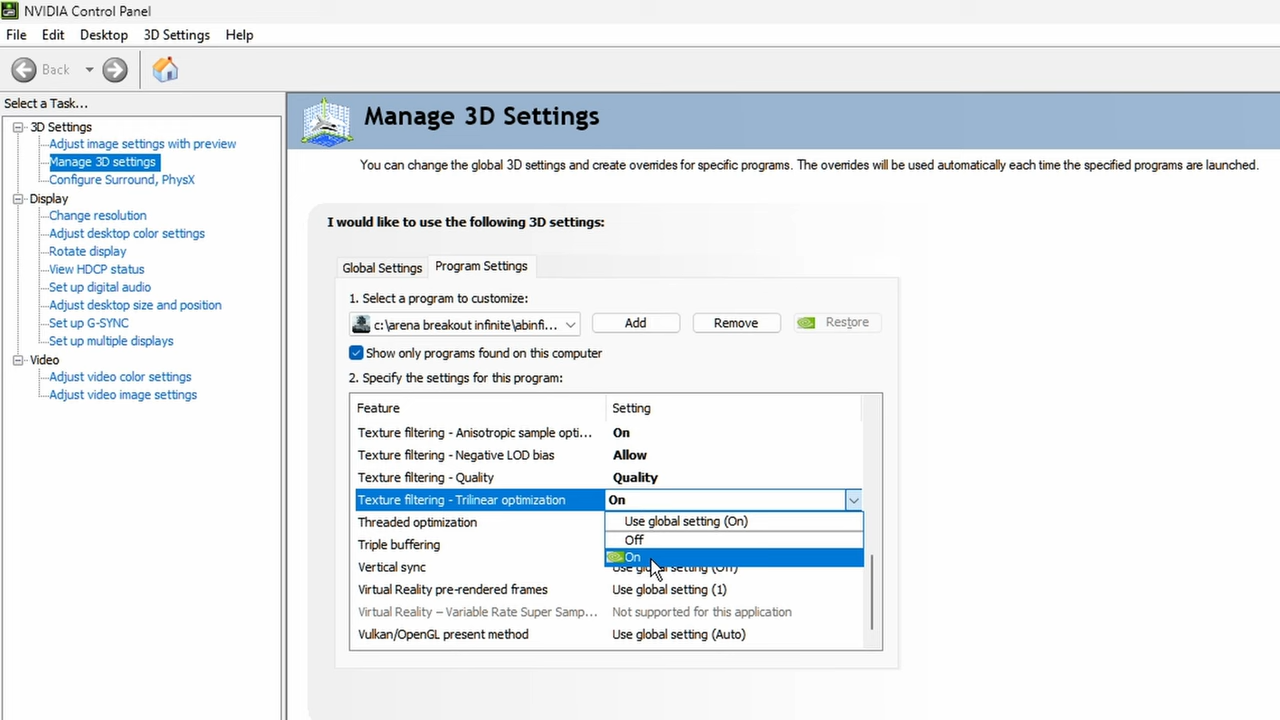 NVIDIA Control Panel
File Edit Desktop 3D Settings Help
Back
Select a Task...
3D Settings
Adjust image settings with preview
Manage 3D settings
Configure Surround, PhysX
Display
Change resolution
Adjust desktop color settings
Rotate display
View HDCP status
Set up digital audio
Adjust desktop size and position
Set up G-SYNC
Set up multiple displays
Video
Adjust video color settings
Adjust video image settings
Manage 3D Settings
You can change the global 3D settings and create overrides for specific programs. The overrides will be used automatically each time the specified programs are launched.
I would like to use the following 3D settings:
Global Settings Program Settings
1. Select a program to customize:
c:\arena breakout infinite\abinfi... Add Remove Restore
Show only programs found on this computer
2. Specify the settings for this program:
Feature Setting
Texture filtering - Anisotropic sample opti... On
Texture filtering - Negative LOD bias Allow
Texture filtering - Quality Quality
Texture filtering - Trilinear optimization On
Use global setting (On)
Off
On
Threaded optimization
Triple buffering
Vertical sync Use global setting (Off)
Virtual Reality pre-rendered frames Use global setting (1)
Virtual Reality – Variable Rate Super Samp... Not supported for this application
Vulkan/OpenGL present method Use global setting (Auto)